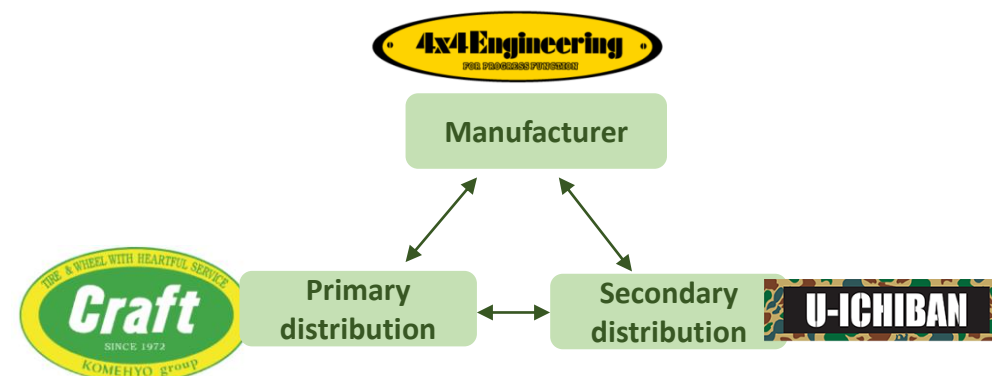 4x4Engineering
FOR PROGRESS FUNCTION
Manufacturer
TIRE & WHEEL WITH HEARTFUL SERVICE
Craft
SINCE 1972
KOMEHYO group
Primary
distribution
Secondary
distribution
U-ICHIBAN